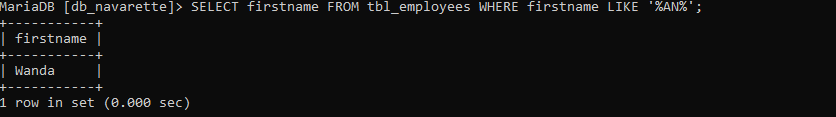 MariaDB [db_navarette]> SELECT firstname FROM tbl_employees WHERE firstname LIKE '%AN%';
+-----------+
| firstname |
+-----------+
| Wanda     |
+-----------+
1 row in set (0.000 sec)